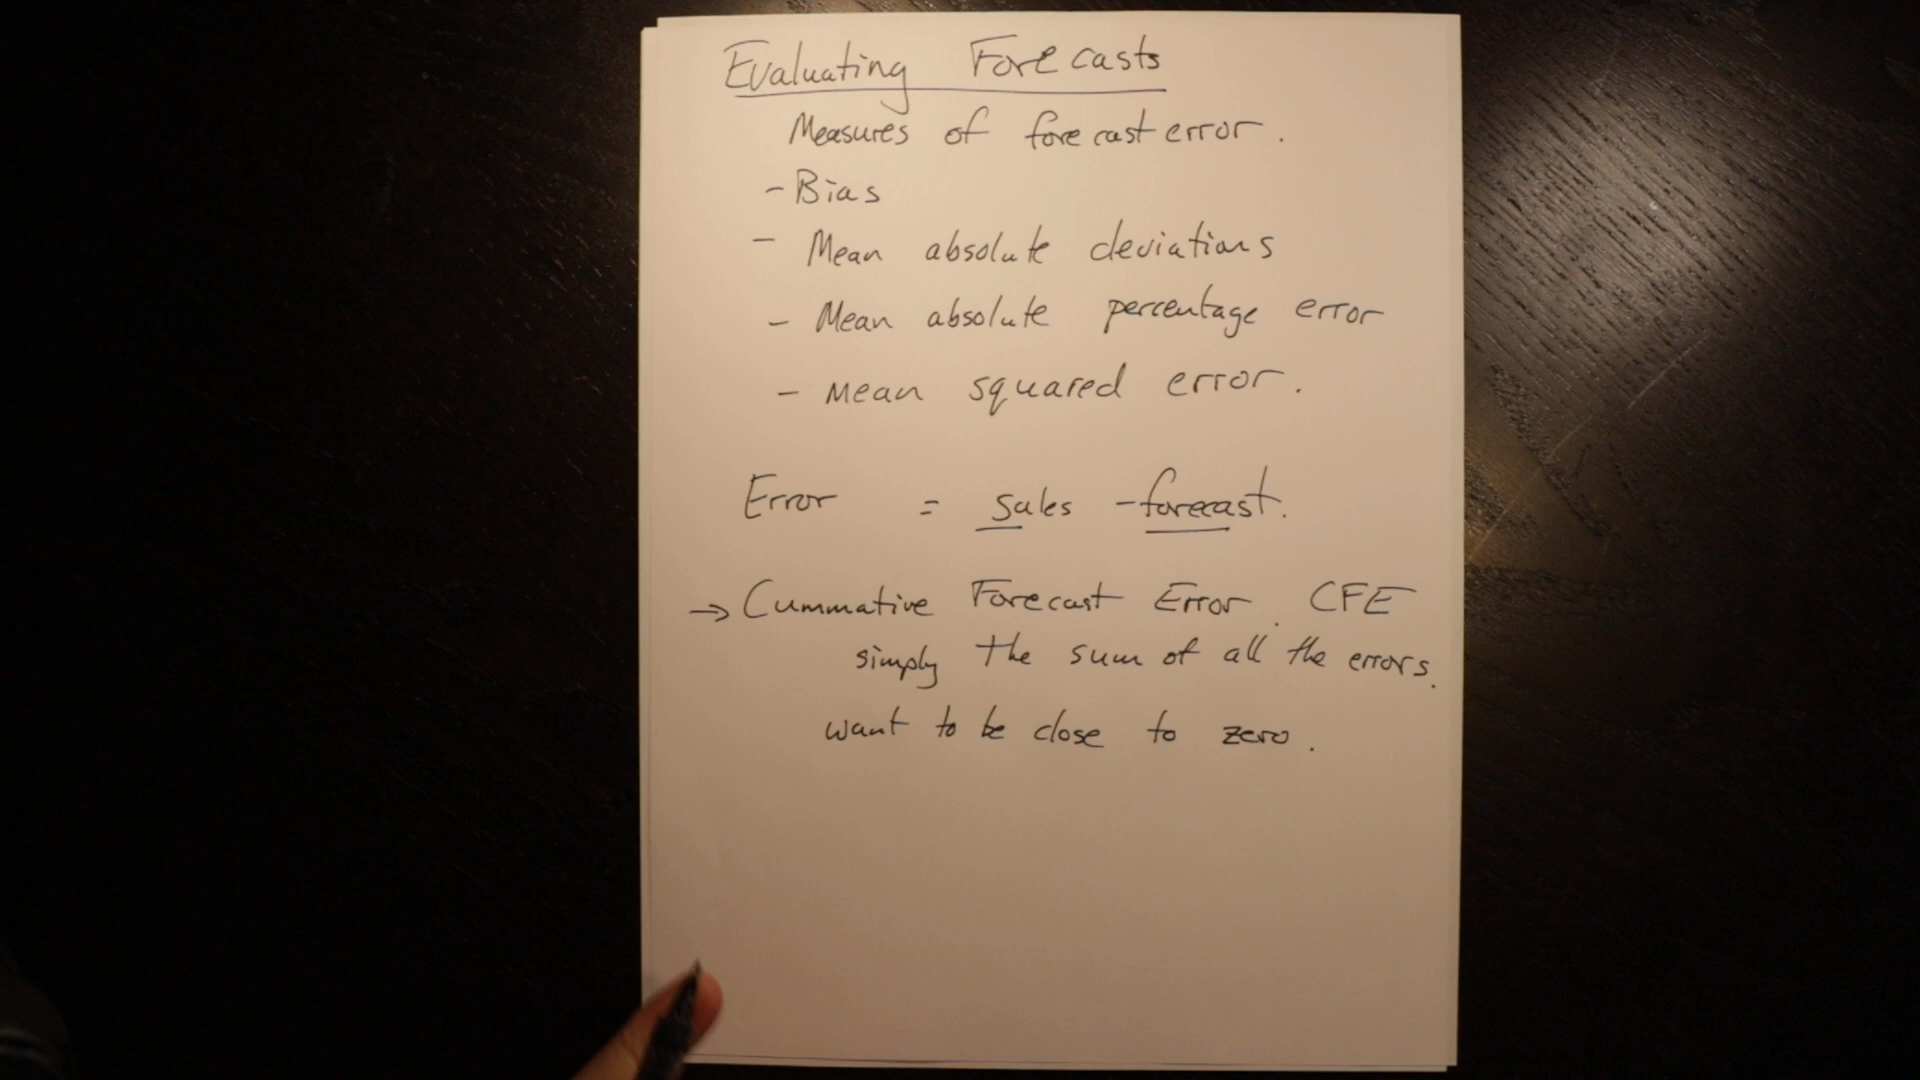 Evaluating Forecasts
Measures of forecast error.
- Bias
- Mean absolute deviations
- Mean absolute percentage error
- Mean squared error.
Error = sales - forecast.
→ Cummative Forecast Error. CFE
simply the sum of all the errors.
want to be close to zero.